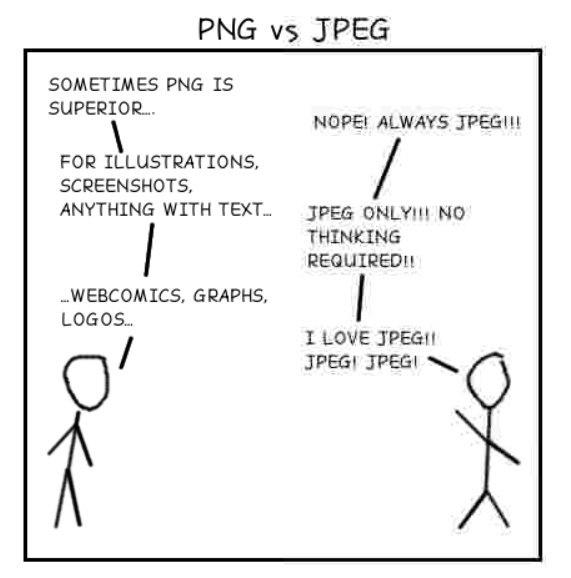 PNG vs JPEG
SOMETIMES PNG IS
SUPERIOR...
FOR ILLUSTRATIONS,
SCREENSHOTS,
ANYTHING WITH TEXT...
...WEBCOMICS, GRAPHS,
LOGOS...
NOPE! ALWAYS JPEG!!!
JPEG ONLY!!! NO
THINKING
REQUIRED!!
I LOVE JPEG!!
JPEG! JPEG!